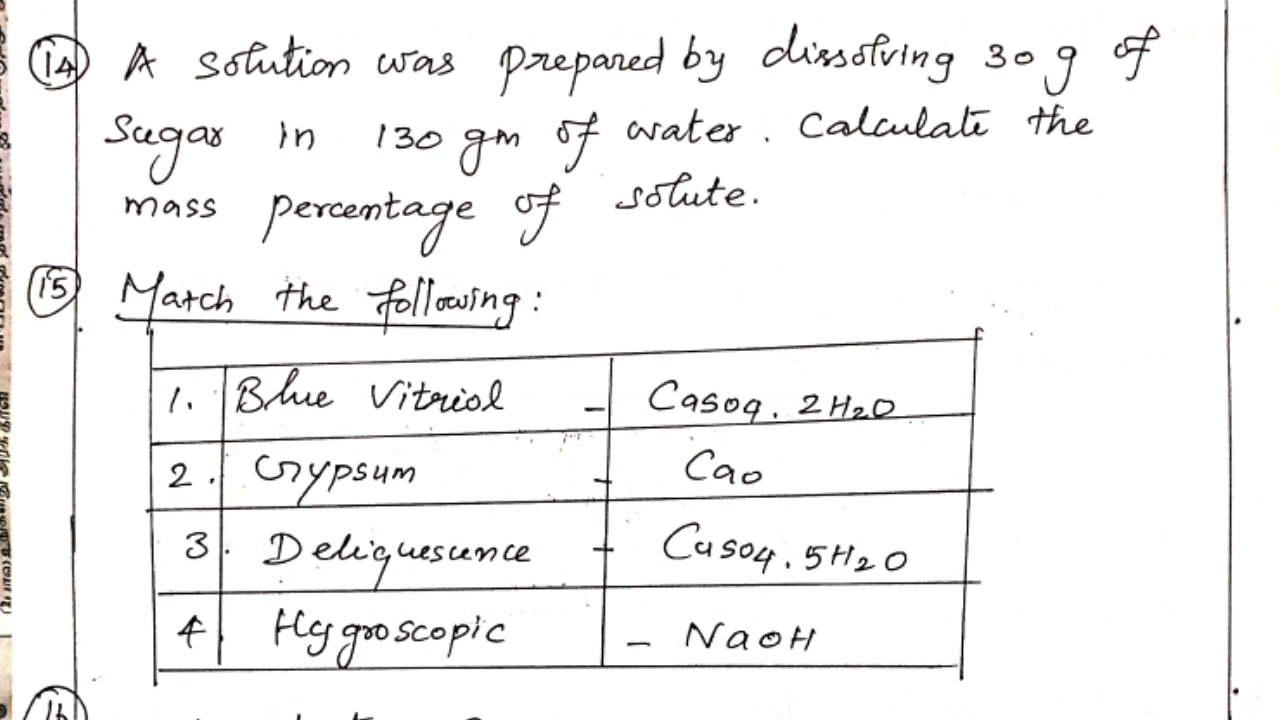 14 A solution was prepared by dissolving 30 g of
Sugar in 130 gm of water. Calculate the
mass percentage of solute.
15 Match the following:
1. Blue Vitriol - CaSO4. 2H2O
2. Gypsum - CaO
3. Deliquescence - CuSO4. 5H2O
4. Hygroscopic - NaOH
16